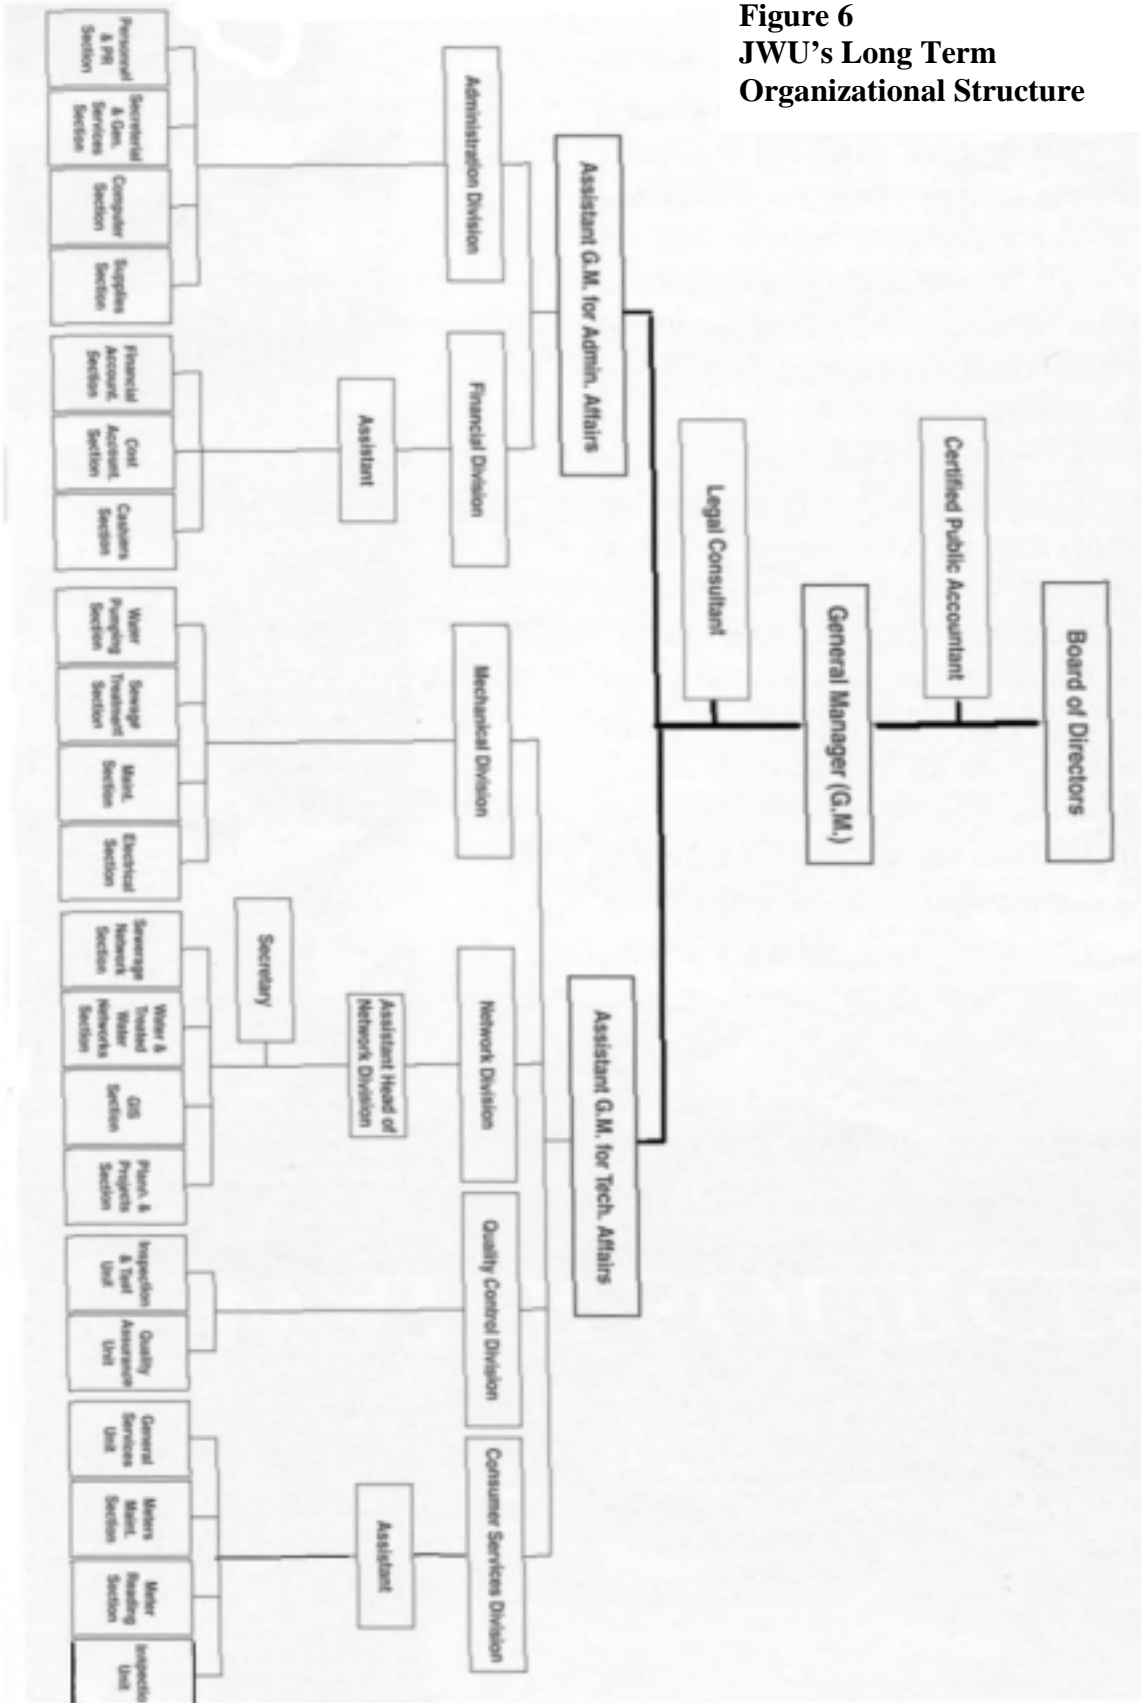 Figure 6
JWU's Long Term
Organizational Structure
Board of Directors
Certified Public Accountant
General Manager (G.M.)
Legal Consultant
Assistant G.M. for Admin. Affairs
Assistant G.M. for Tech. Affairs
Administration Division
Financial Division
Mechanical Division
Network Division
Quality Control Division
Consumer Services Division
Assistant
Assistant Head of
Network Division
Assistant
Secretary
Personnel
& PR
Section
Secreterial
& Gen.
Services
Section
Computer
Section
Supplies
Section
Financial
Account.
Section
Cost
Account.
Section
Cashiers
Section
Water
Pumping
Section
Sewage
Treatment
Section
Maint.
Section
Electrical
Section
Sewerage
Network
Section
Water &
Treated
Water
Networks
Section
GIS
Section
Plann. &
Projects
Section
Inspection
& Test
Unit
Quality
Assurance
Unit
General
Services
Unit
Meters
Maint.
Section
Meter
Reading
Section
Inspectio
Unit